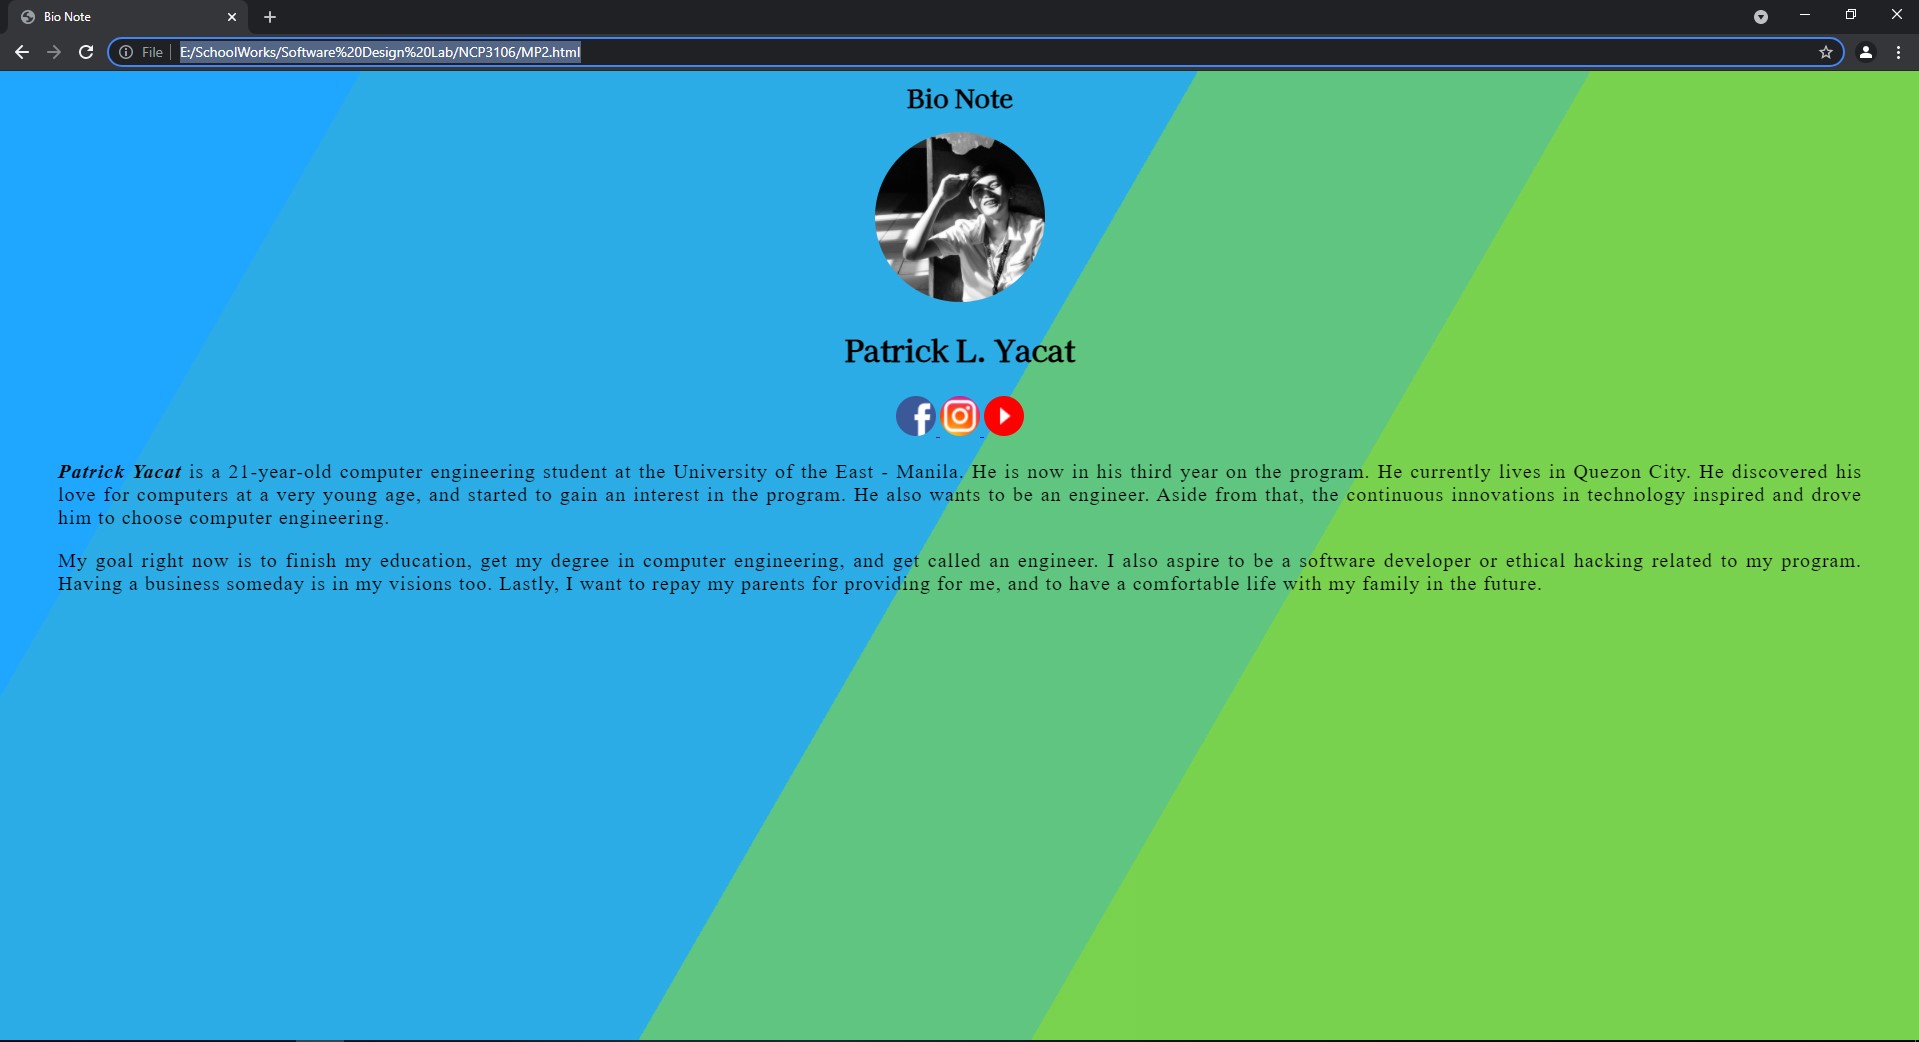 Bio Note
File | E:/SchoolWorks/Software%20Design%20Lab/NCP3106/MP2.html
Bio Note
Patrick L. Yacat
Patrick Yacat is a 21-year-old computer engineering student at the University of the East - Manila. He is now in his third year on the program. He currently lives in Quezon City. He discovered his
love for computers at a very young age, and started to gain an interest in the program. He also wants to be an engineer. Aside from that, the continuous innovations in technology inspired and drove
him to choose computer engineering.
My goal right now is to finish my education, get my degree in computer engineering, and get called an engineer. I also aspire to be a software developer or ethical hacking related to my program.
Having a business someday is in my visions too. Lastly, I want to repay my parents for providing for me, and to have a comfortable life with my family in the future.